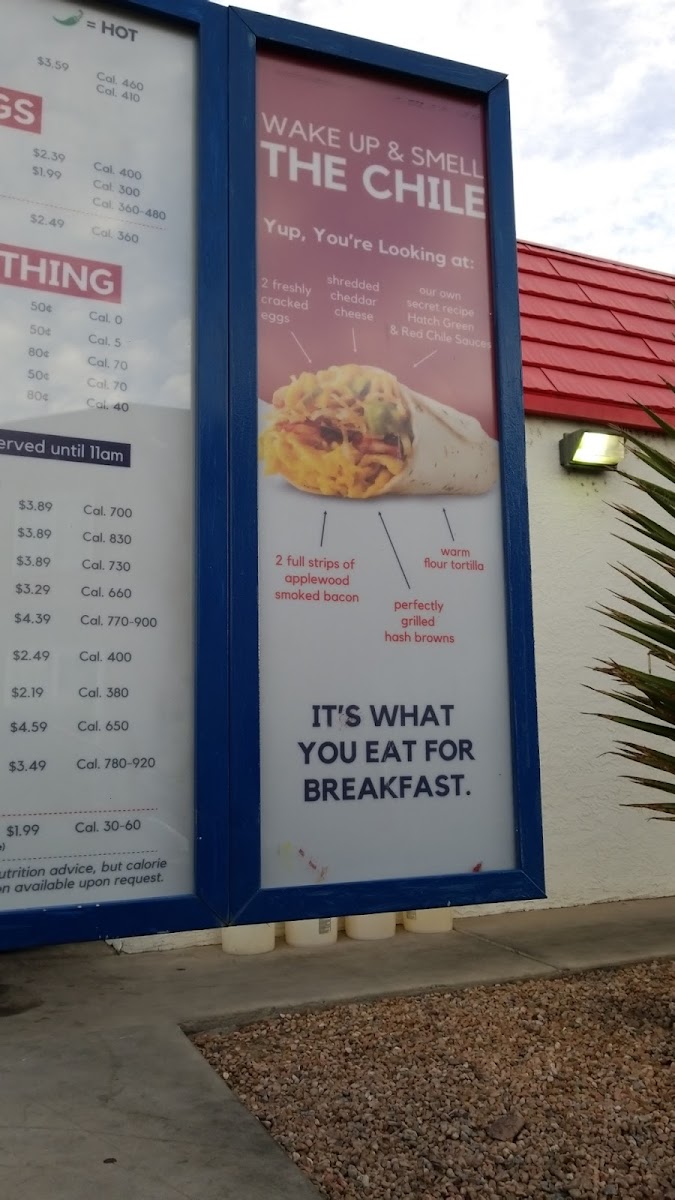 = HOT
$3.59 Cal. 460
Cal. 410
GS
$2.39 Cal. 400
$1.99 Cal. 300
Cal. 360-480
$2.49 Cal. 360
THING
50¢ Cal. 0
50¢ Cal. 5
80¢ Cal. 70
50¢ Cal. 70
80¢ Cal. 40
erved until 11am
$3.89 Cal. 700
$3.89 Cal. 830
$3.89 Cal. 730
$3.29 Cal. 660
$4.39 Cal. 770-900
$2.49 Cal. 400
$2.19 Cal. 380
$4.59 Cal. 650
$3.49 Cal. 780-920
$1.99 Cal. 30-60
utrition advice, but calorie
on available upon request.
WAKE UP & SMELL
THE CHILE
Yup, You're Looking at:
2 freshly
cracked
eggs
shredded
cheddar
cheese
our own
secret recipe
Hatch Green
& Red Chile Sauces
2 full strips of
applewood
smoked bacon
perfectly
grilled
hash browns
warm
flour tortilla
IT'S WHAT
YOU EAT FOR
BREAKFAST.